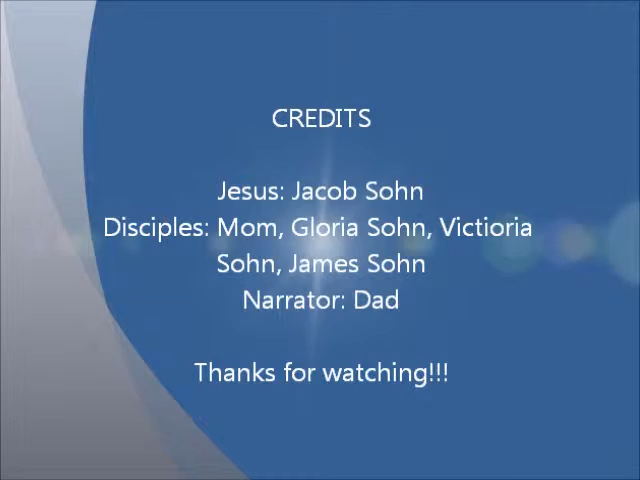 CREDITS
Jesus: Jacob Sohn
Disciples: Mom, Gloria Sohn, Victioria
Sohn, James Sohn
Narrator: Dad
Thanks for watching!!!